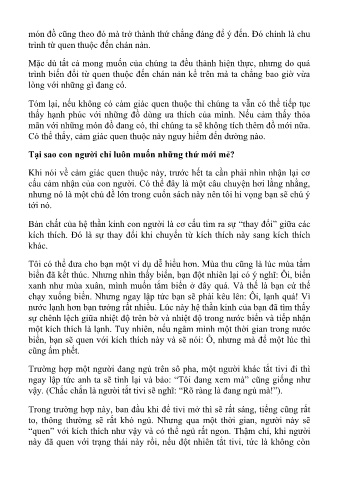 món đồ cũng theo đó mà trở thành thứ chẳng đáng để ý đến. Đó chính là chu
trình từ quen thuộc đến chán nản.
Mặc dù tất cả mong muốn của chúng ta đều thành hiện thực, nhưng do quá
trình biến đổi từ quen thuộc đến chán nản kể trên mà ta chẳng bao giờ vừa
lòng với những gì đang có.
Tóm lại, nếu không có cảm giác quen thuộc thì chúng ta vẫn có thể tiếp tục
thấy hạnh phúc với những đồ dùng ưa thích của mình. Nếu cảm thấy thỏa
mãn với những món đồ đang có, thì chúng ta sẽ không tích thêm đồ mới nữa.
Có thể thấy, cảm giác quen thuộc này nguy hiểm đến dường nào.
Tại sao con người chỉ luôn muốn những thứ mới mẻ?
Khi nói về cảm giác quen thuộc này, trước hết ta cần phải nhìn nhận lại cơ
cấu cảm nhận của con người. Có thể đây là một câu chuyện hơi lằng nhằng,
nhưng nó là một chủ đề lớn trong cuốn sách này nên tôi hi vọng bạn sẽ chú ý
tới nó.
Bản chất của hệ thần kinh con người là cơ cấu tìm ra sự “thay đổi” giữa các
kích thích. Đó là sự thay đổi khi chuyển từ kích thích này sang kích thích
khác.
Tôi có thể đưa cho bạn một ví dụ dễ hiểu hơn. Mùa thu cũng là lúc mùa tắm
biển đã kết thúc. Nhưng nhìn thấy biển, bạn đột nhiên lại có ý nghĩ: Ôi, biển
xanh như mùa xuân, mình muốn tắm biển ở đây quá. Và thế là bạn cứ thế
chạy xuống biển. Nhưng ngay lập tức bạn sẽ phải kêu lên: Ôi, lạnh quá! Vì
nước lạnh hơn bạn tưởng rất nhiều. Lúc này hệ thần kinh của bạn đã tìm thấy
sự chênh lệch giữa nhiệt độ trên bờ và nhiệt độ trong nước biển và tiếp nhận
một kích thích là lạnh. Tuy nhiên, nếu ngâm mình một thời gian trong nước
biển, bạn sẽ quen với kích thích này và sẽ nói: Ồ, nhưng mà để một lúc thì
cũng ấm phết.
Trường hợp một người đang ngủ trên sô pha, một người khác tắt tivi đi thì
ngay lập tức anh ta sẽ tỉnh lại và bảo: “Tôi đang xem mà” cũng giống như
vậy. (Chắc chắn là người tắt tivi sẽ nghĩ: “Rõ ràng là đang ngủ mà!”).
Trong trường hợp này, ban đầu khi để tivi mở thì sẽ rất sáng, tiếng cũng rất
to, thông thường sẽ rất khó ngủ. Nhưng qua một thời gian, người này sẽ
“quen” với kích thích như vậy và có thể ngủ rất ngon. Thậm chí, khi người
này đã quen với trạng thái này rồi, nếu đột nhiên tắt tivi, tức là không còn